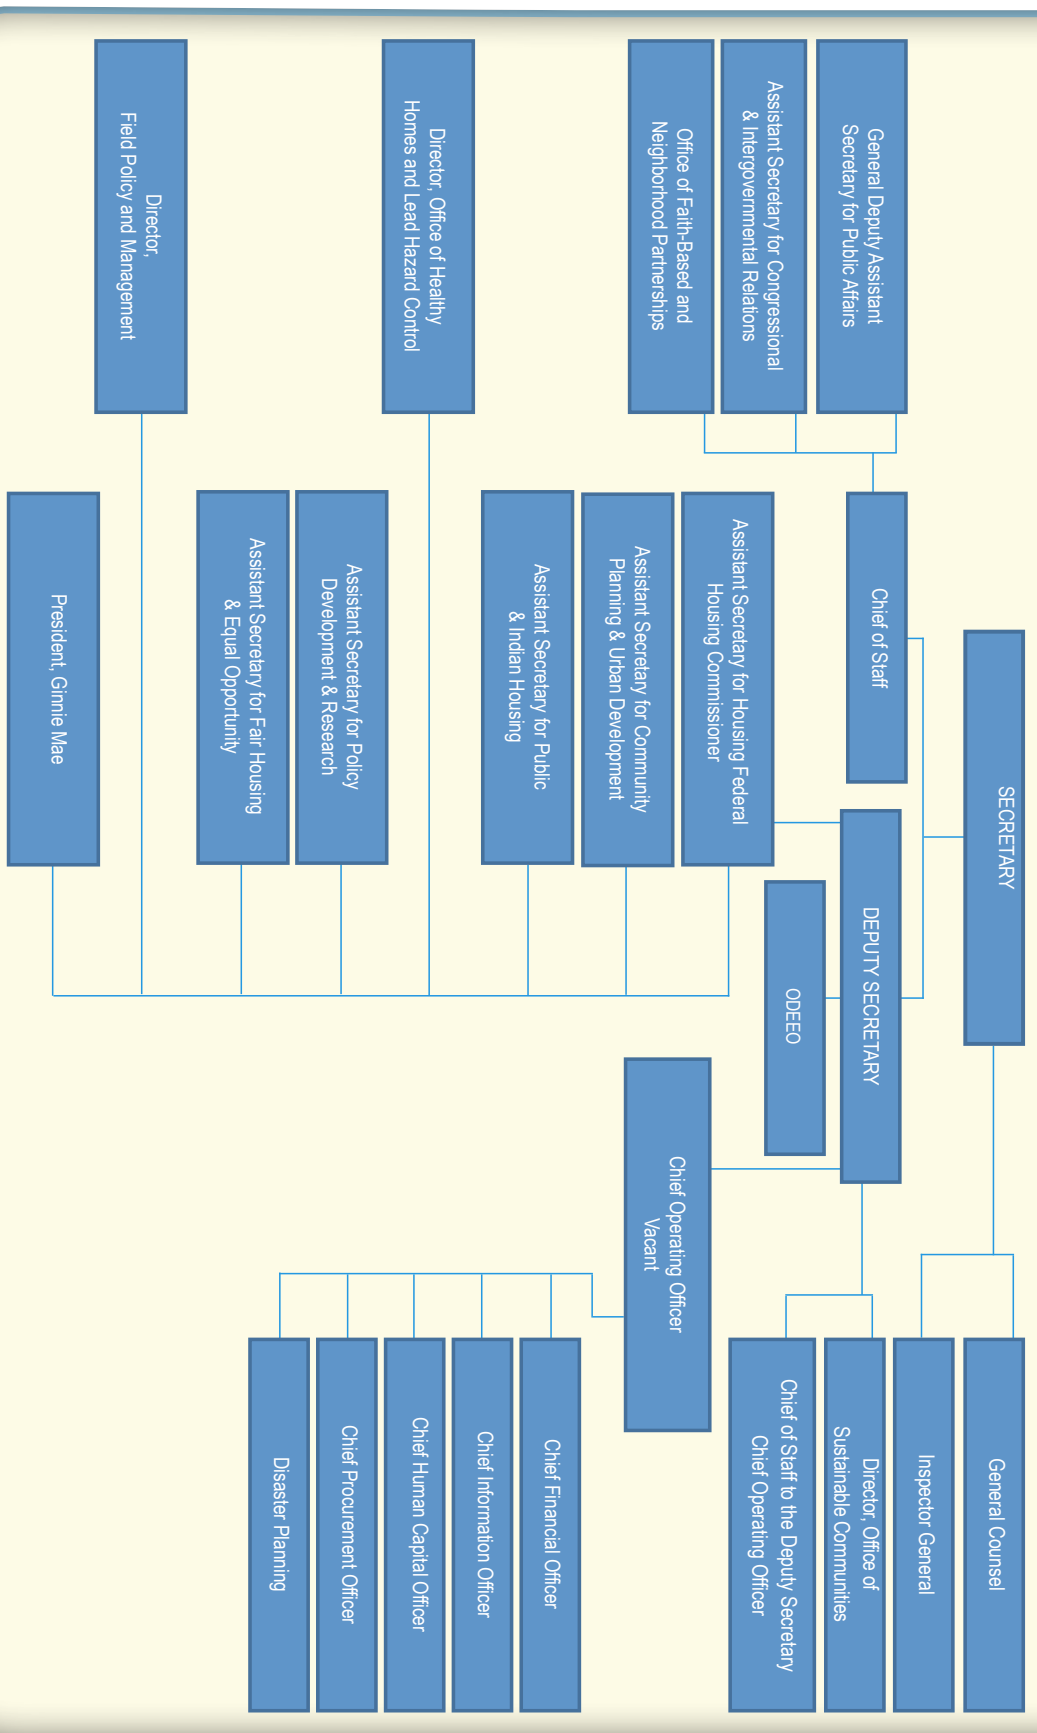 SECRETARY
General Counsel
Inspector General
General Deputy Assistant
Secretary for Public Affairs
Assistant Secretary for Congressional
& Intergovernmental Relations
Office of Faith-Based and
Neighborhood Partnerships
Chief of Staff
DEPUTY SECRETARY
ODEEO
Director, Office of
Sustainable Communities
Chief of Staff to the Deputy Secretary
Chief Operating Officer
Assistant Secretary for Housing Federal
Housing Commissioner
Assistant Secretary for Community
Planning & Urban Development
Assistant Secretary for Public
& Indian Housing
Director, Office of Healthy
Homes and Lead Hazard Control
Assistant Secretary for Policy
Development & Research
Assistant Secretary for Fair Housing
& Equal Opportunity
Director,
Field Policy and Management
President, Ginnie Mae
Chief Operating Officer
Vacant
Chief Financial Officer
Chief Information Officer
Chief Human Capital Officer
Chief Procurement Officer
Disaster Planning